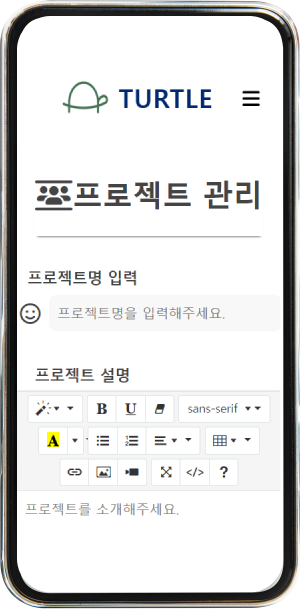 TURTLE
프로젝트 관리
프로젝트명 입력
프로젝트명을 입력해주세요.
프로젝트 설명
B U sans-serif
A
</> ?
프로젝트를 소개해주세요.